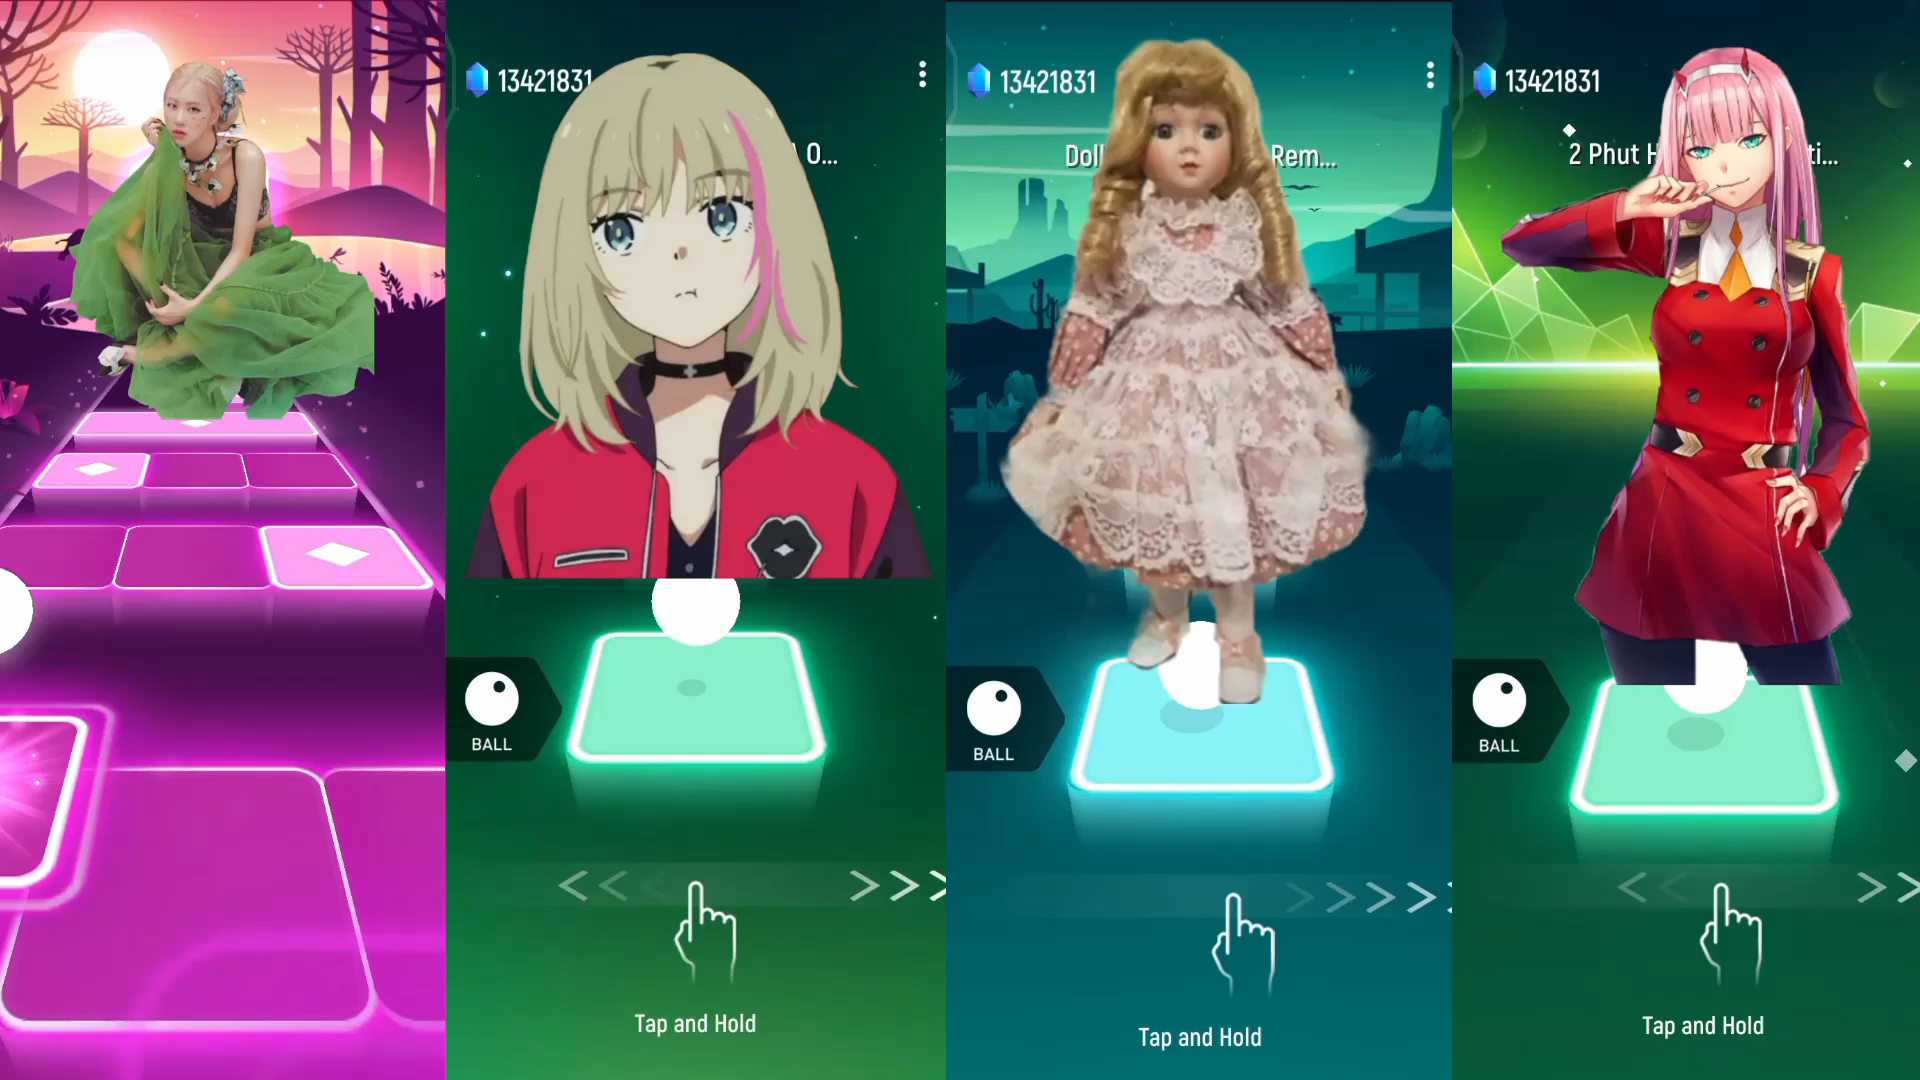 13421831
O...
BALL
Tap and Hold
13421831
Doll
Rem...
BALL
Tap and Hold
13421831
2 Phut H
ti...
BALL
Tap and Hold